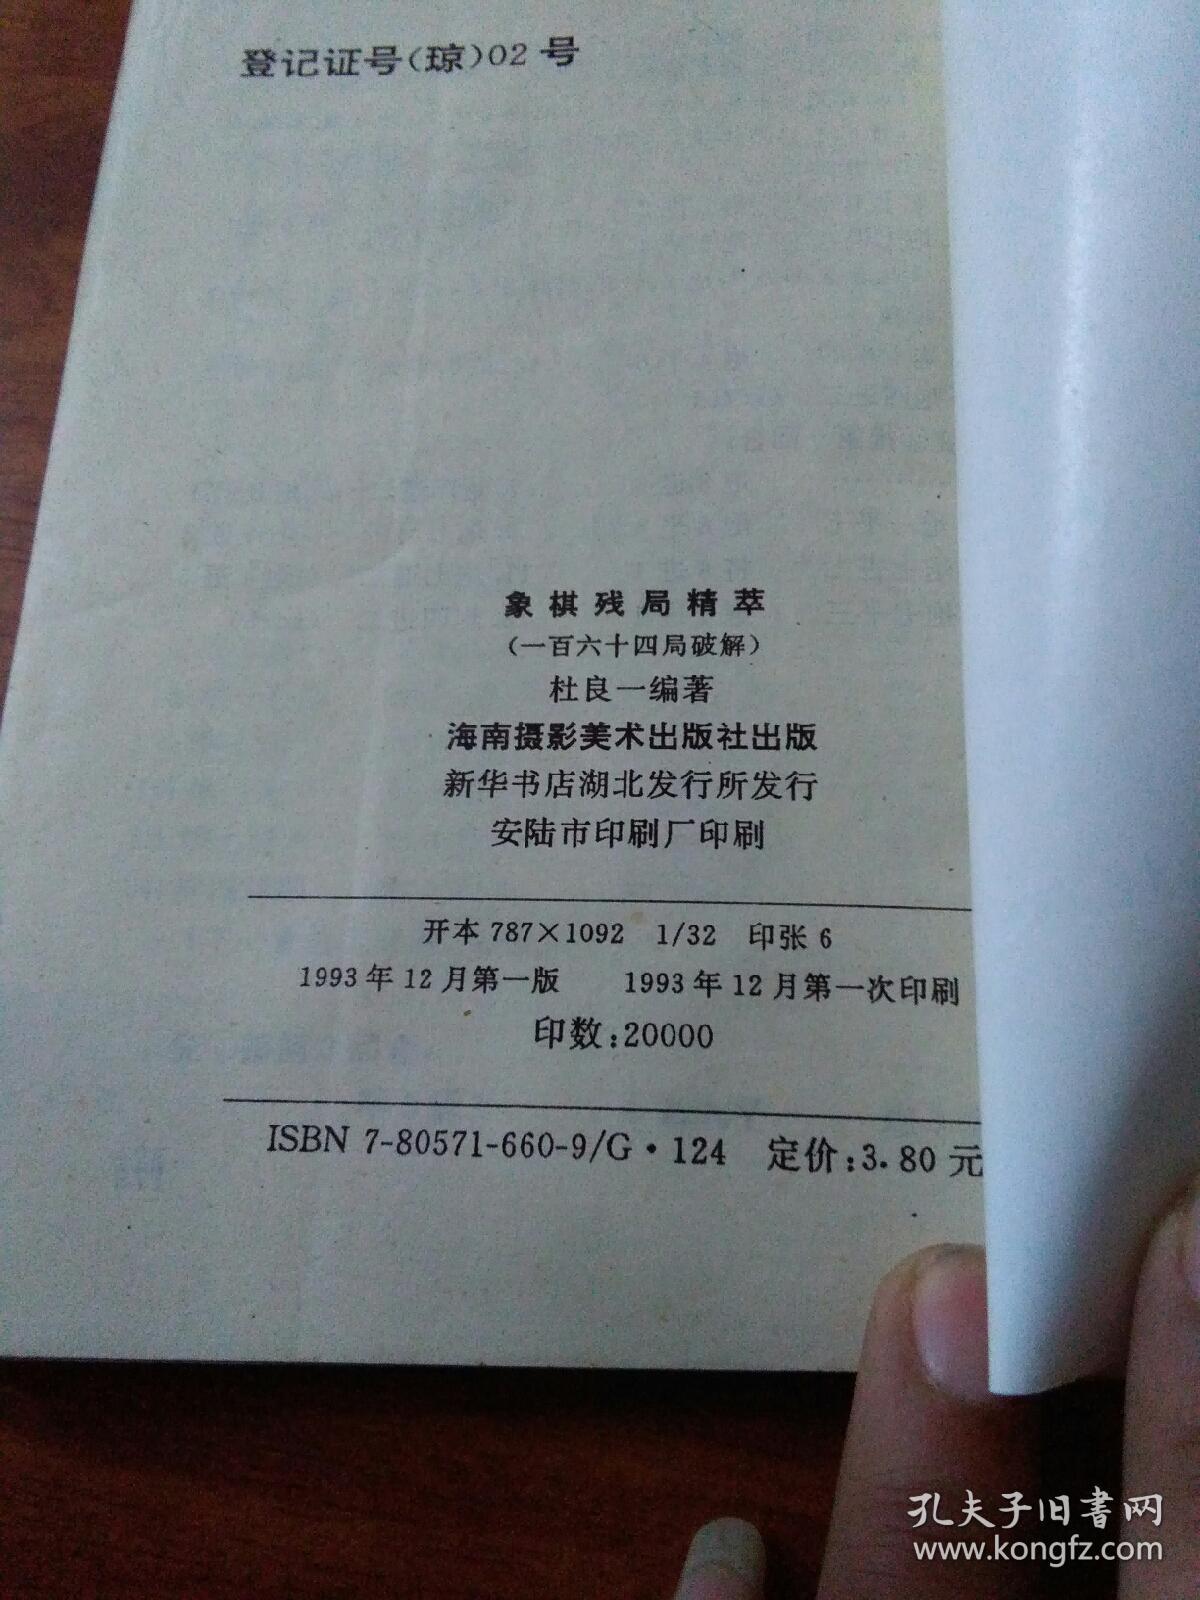 登记证号(琼)02号
象棋残局精萃
(一百六十四局破解)
杜良一编著
海南摄影美术出版社出版
新华书店湖北发行所发行
安陆市印刷厂印刷
开本 787×1092 1/32 印张 6
1993年12月第一版 1993年12月第一次印刷
印数:20000
ISBN 7-80571-660-9/G·124 定价:3.80元
孔夫子旧书网
www.kongfz.com